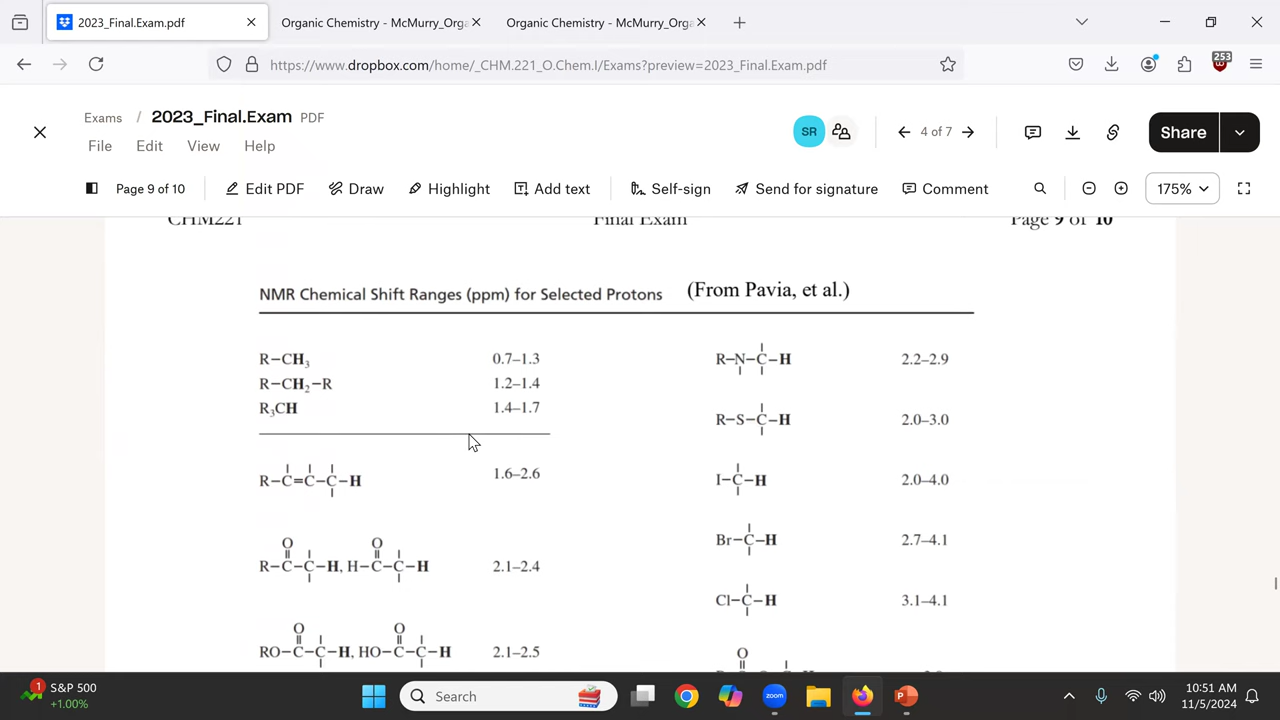 2023_Final.Exam.pdf
Organic Chemistry - McMurry_Orga
Organic Chemistry - McMurry_Orga
https://www.dropbox.com/home/_CHM.221_O.Chem.I/Exams?preview=2023_Final.Exam.pdf
253
Exams / 2023_Final.Exam PDF
File Edit View Help
SR
4 of 7
Share
Page 9 of 10
Edit PDF
Draw
Highlight
Add text
Self-sign
Send for signature
Comment
175%
CHM221 Final Exam Page 9 of 10
NMR Chemical Shift Ranges (ppm) for Selected Protons (From Pavia, et al.)
R–CH₃ 0.7–1.3
R–CH₂–R 1.2–1.4
R₃CH 1.4–1.7
R–C=C–C–H 1.6–2.6
O O
R–C–C–H, H–C–C–H 2.1–2.4
O O
RO–C–C–H, HO–C–C–H 2.1–2.5
R–N–C–H 2.2–2.9
R–S–C–H 2.0–3.0
I–C–H 2.0–4.0
Br–C–H 2.7–4.1
Cl–C–H 3.1–4.1
O
1
S&P 500
+1.00%
Search
10:51 AM
11/5/2024